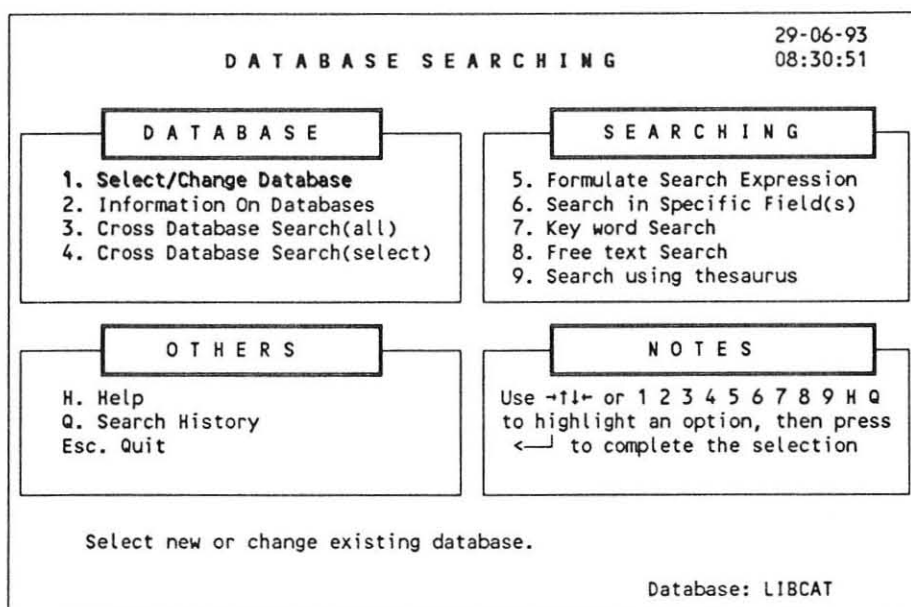 29-06-93
DATABASE SEARCHING
08:30:51
DATABASE
1. Select/Change Database
2. Information On Databases
3. Cross Database Search(all)
4. Cross Database Search(select)
SEARCHING
5. Formulate Search Expression
6. Search in Specific Field(s)
7. Key word Search
8. Free text Search
9. Search using thesaurus
OTHERS
H. Help
Q. Search History
Esc. Quit
NOTES
Use →↑↓← or 1 2 3 4 5 6 7 8 9 H Q
to highlight an option, then press
<─┘ to complete the selection
Select new or change existing database.
Database: LIBCAT